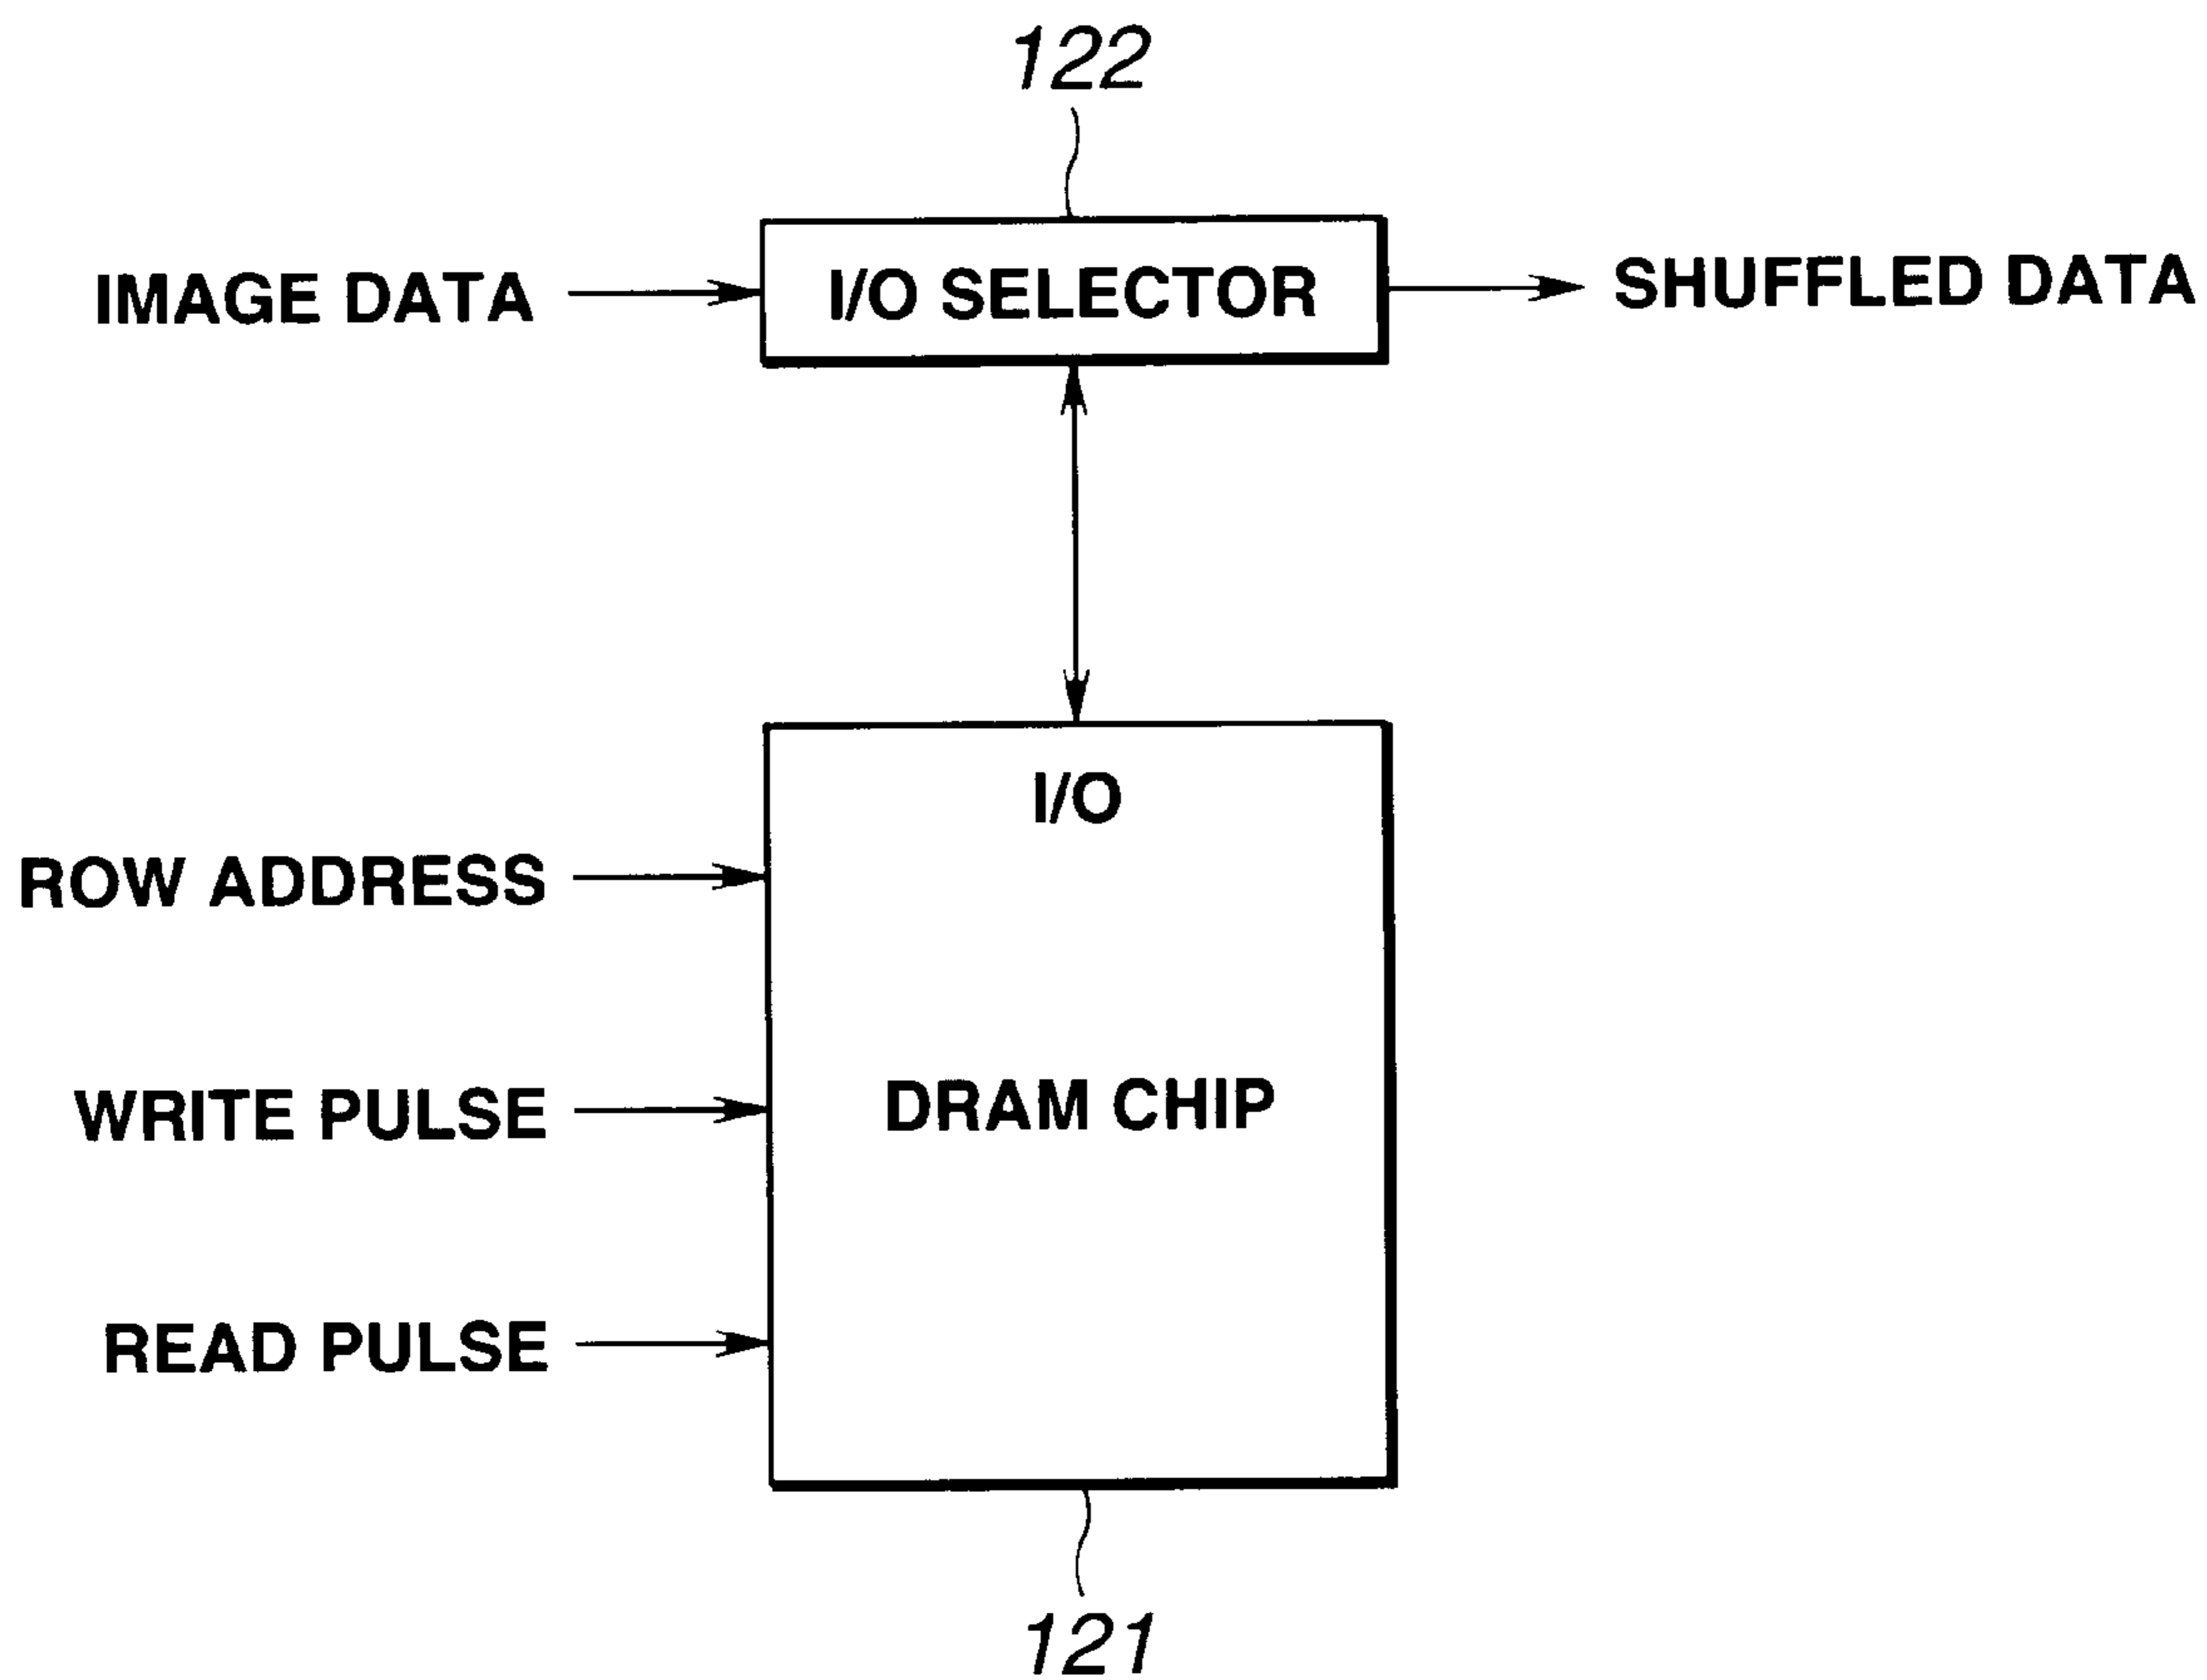 122
IMAGE DATA
I/O SELECTOR
SHUFFLED DATA
I/O
ROW ADDRESS
WRITE PULSE
DRAM CHIP
READ PULSE
121